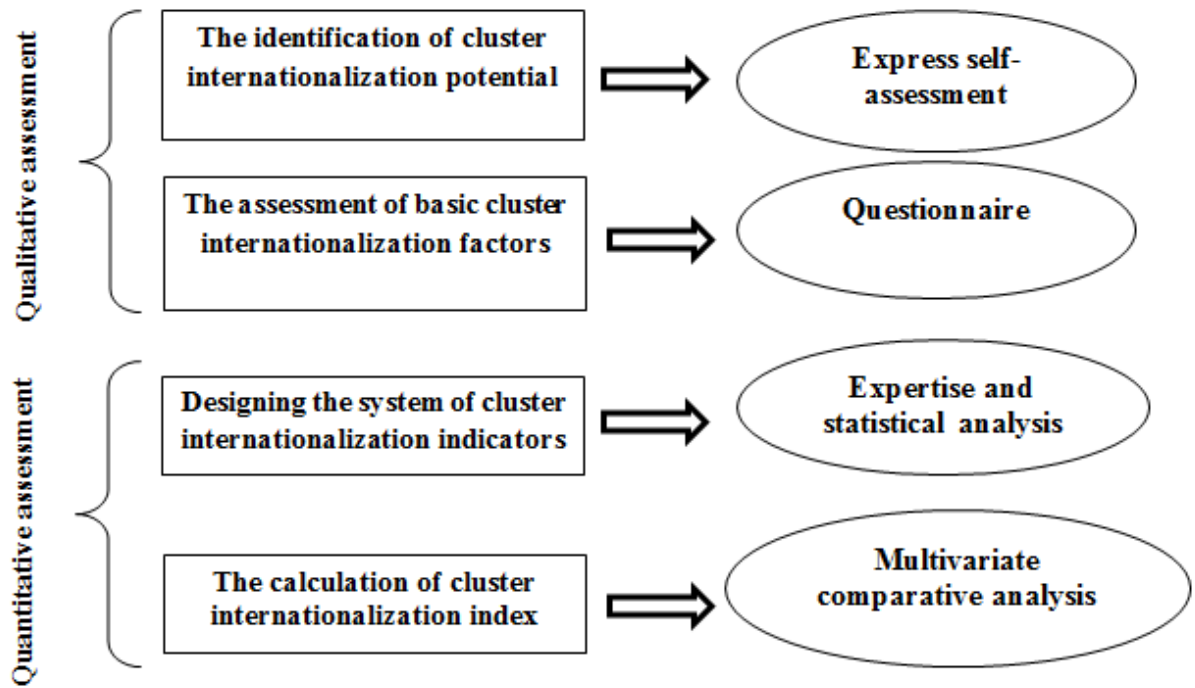 Qualitative assessment
The identification of cluster
internationalization potential
Express self-
assessment
The assessment of basic cluster
internationalization factors
Questionnaire
Quantitative assessment
Designing the system of cluster
internationalization indicators
Expertise and
statistical analysis
The calculation of cluster
internationalization index
Multivariate
comparative analysis